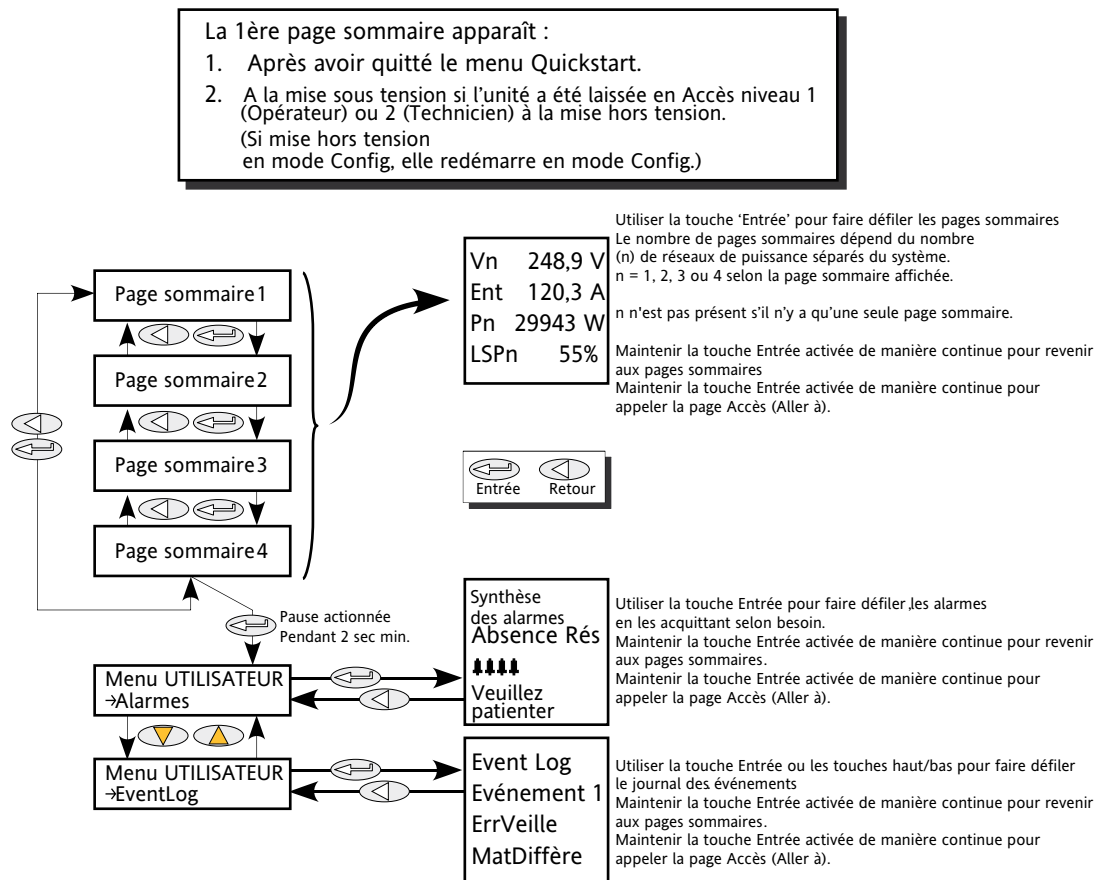 La 1ère page sommaire apparaît :
1. Après avoir quitté le menu Quickstart.
2. A la mise sous tension si l'unité a été laissée en Accès niveau 1
(Opérateur) ou 2 (Technicien) à la mise hors tension.
(Si mise hors tension
en mode Config, elle redémarre en mode Config.)
Page sommaire1
Page sommaire2
Page sommaire3
Page sommaire4
Vn 248,9 V
Ent 120,3 A
Pn 29943 W
LSPn 55%
Utiliser la touche ‘Entrée’ pour faire défiler les pages sommaires
Le nombre de pages sommaires dépend du nombre
(n) de réseaux de puissance séparés du système.
n = 1, 2, 3 ou 4 selon la page sommaire affichée.
n n'est pas présent s’il n’y a qu’une seule page sommaire.
Maintenir la touche Entrée activée de manière continue pour revenir
aux pages sommaires
Maintenir la touche Entrée activée de manière continue pour
appeler la page Accès (Aller à).
Entrée Retour
Pause actionnée
Pendant 2 sec min.
Menu UTILISATEUR
→Alarmes
Synthèse
des alarmes
Absence Rés
Veuillez
patienter
Utiliser la touche Entrée pour faire défiler ,les alarmes
en les acquittant selon besoin.
Maintenir la touche Entrée activée de manière continue pour revenir
aux pages sommaires.
Maintenir la touche Entrée activée de manière continue pour
appeler la page Accès (Aller à).
Menu UTILISATEUR
→EventLog
Event Log
Evénement 1
ErrVeille
MatDiffère
Utiliser la touche Entrée ou les touches haut/bas pour faire défiler
le journal des événements
Maintenir la touche Entrée activée de manière continue pour revenir
aux pages sommaires.
Maintenir la touche Entrée activée de manière continue pour
appeler la page Accès (Aller à).